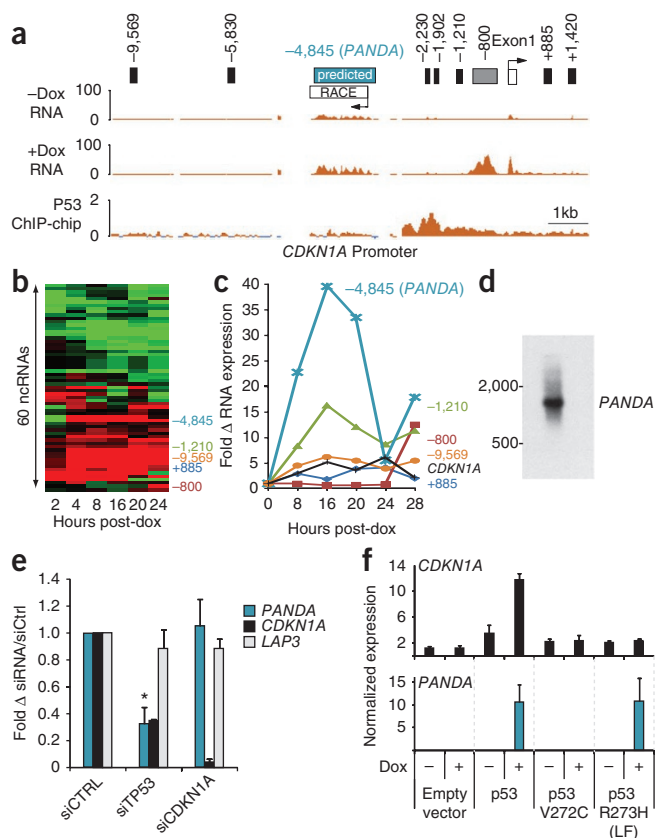 a
−9,569
−5,830
−4,845 (PANDA)
−2,230
−1,902
−1,210
−800
Exon1
+885
+1,420
predicted
RACE
−Dox
RNA
100
0
+Dox
RNA
100
0
P53
ChIP-chip
2
0
1kb
CDKN1A Promoter
b
60 ncRNAs
−4,845
−1,210
−9,569
+885
−800
2 4 8 16 20 24
Hours post-dox
c
Fold Δ RNA expression
40
35
30
25
20
15
10
5
0
−4,845 (PANDA)
−1,210
−800
−9,569
CDKN1A
+885
0 8 16 20 24 28
Hours post-dox
d
2,000
500
PANDA
e
Fold Δ siRNA/siCtrl
1.4
1.2
1
0.8
0.6
0.4
0.2
0
*
PANDA
CDKN1A
LAP3
siCTRL
siTP53
siCDKN1A
f
Normalized expression
14
10
6
2
CDKN1A
15
10
5
PANDA
Dox − + − + − + − +
Empty
vector
p53
p53
V272C
p53
R273H
(LF)